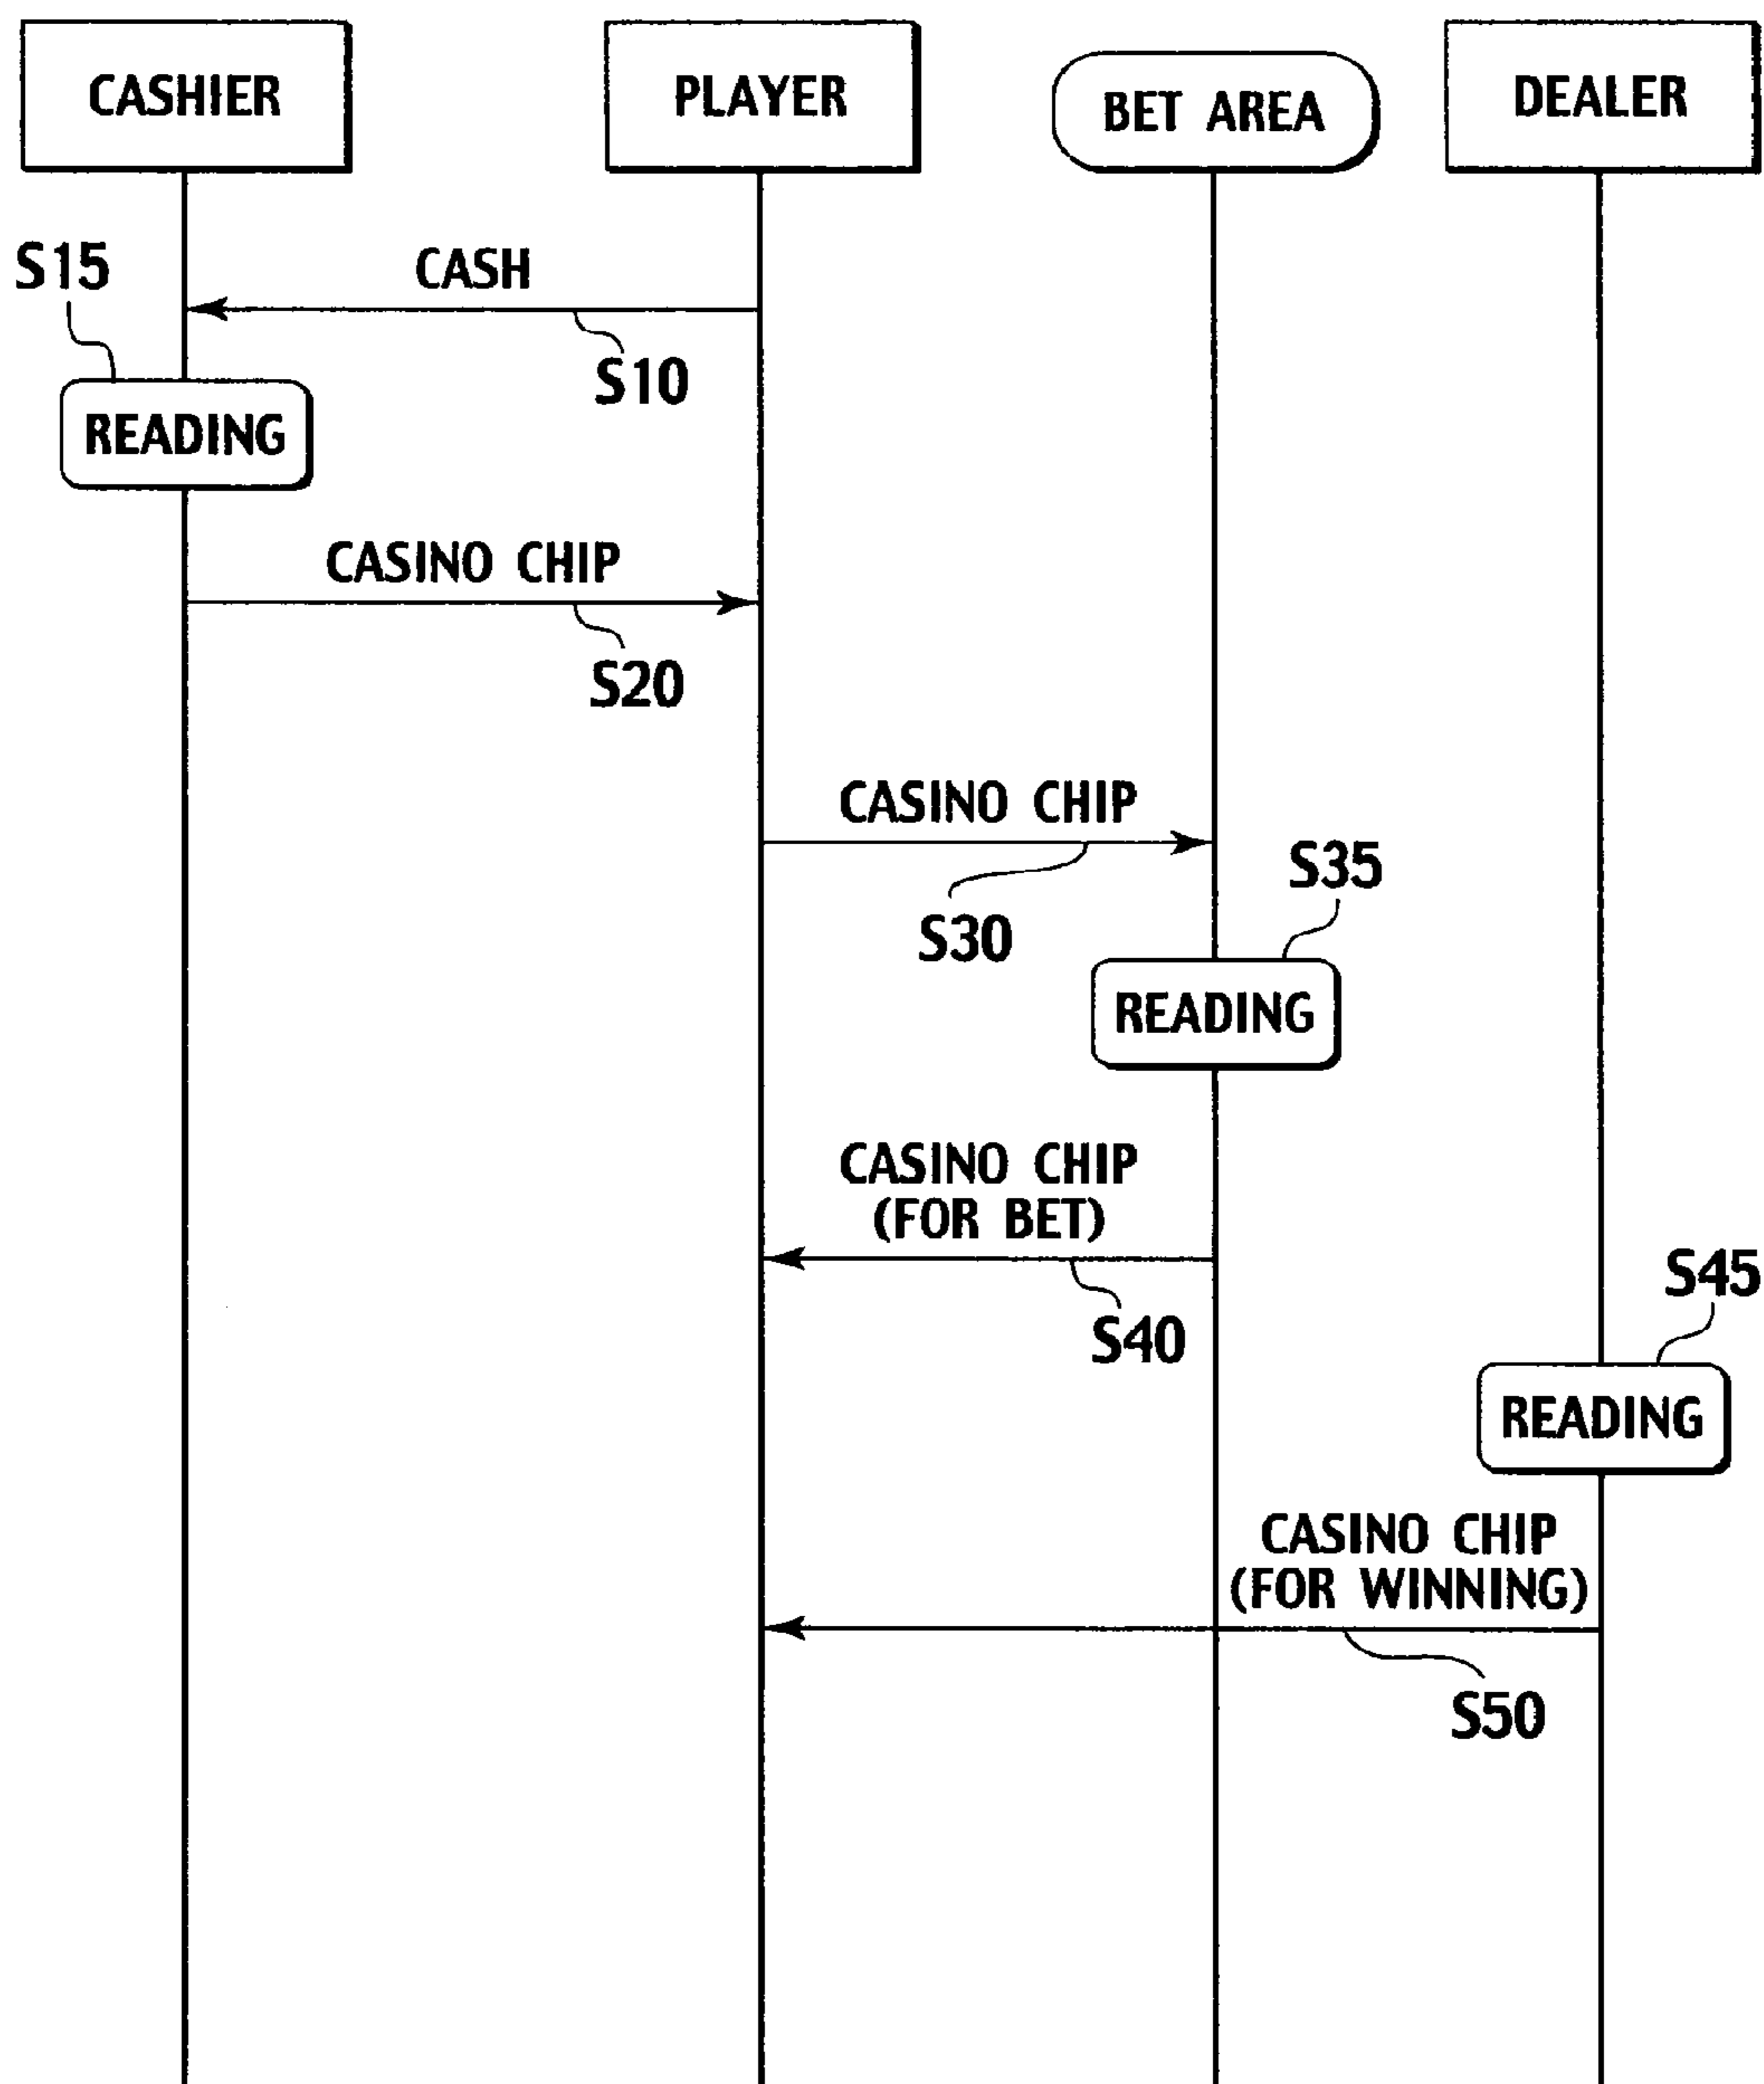 CASHIER
PLAYER
BET AREA
DEALER
S15
CASH
S10
READING
CASINO CHIP
S20
CASINO CHIP
S30
S35
READING
CASINO CHIP
(FOR BET)
S40
S45
READING
CASINO CHIP
(FOR WINNING)
S50